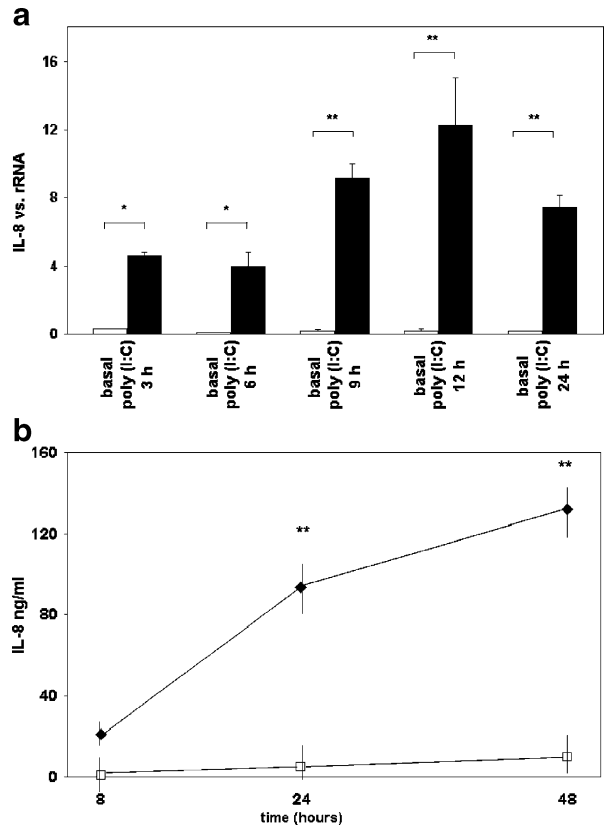 a
IL-8 vs. rRNA
16
12
8
4
0
*
*
**
**
**
basal
poly (I:C)
3 h
basal
poly (I:C)
6 h
basal
poly (I:C)
9 h
basal
poly (I:C)
12 h
basal
poly (I:C)
24 h
b
IL-8 ng/ml
160
120
80
40
0
**
**
8
24
48
time (hours)